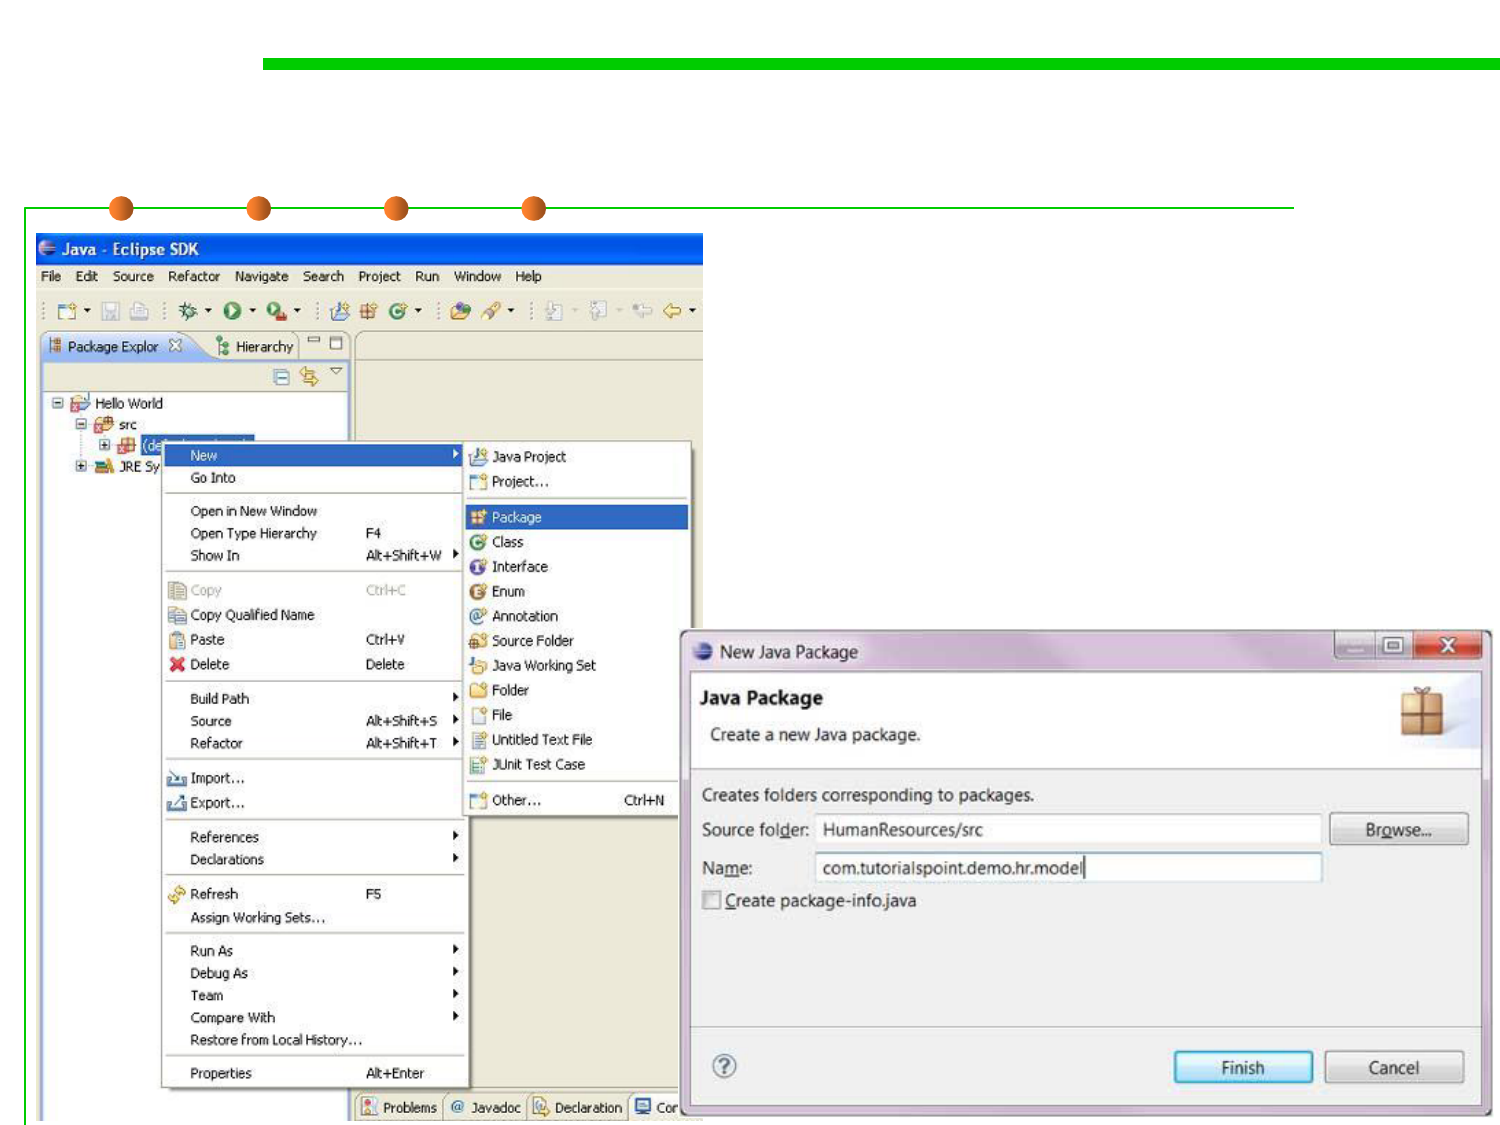 Java - Eclipse SDK
File Edit Source Refactor Navigate Search Project Run Window Help
Package Explor Hierarchy
Hello World
src
(de
JRE Sy
New
Go Into
Open in New Window
Open Type Hierarchy F4
Show In Alt+Shift+W
Copy Ctrl+C
Copy Qualified Name
Paste Ctrl+V
Delete Delete
Build Path
Source Alt+Shift+S
Refactor Alt+Shift+T
Import...
Export...
References
Declarations
Refresh F5
Assign Working Sets...
Run As
Debug As
Team
Compare With
Restore from Local History...
Properties Alt+Enter
Java Project
Project...
Package
Class
Interface
Enum
Annotation
Source Folder
Java Working Set
Folder
File
Untitled Text File
JUnit Test Case
Other... Ctrl+N
Problems @ Javadoc Declaration Cor
New Java Package
Java Package
Create a new Java package.
Creates folders corresponding to packages.
Source folder: HumanResources/src Browse...
Name: com.tutorialspoint.demo.hr.model
Create package-info.java
Finish Cancel